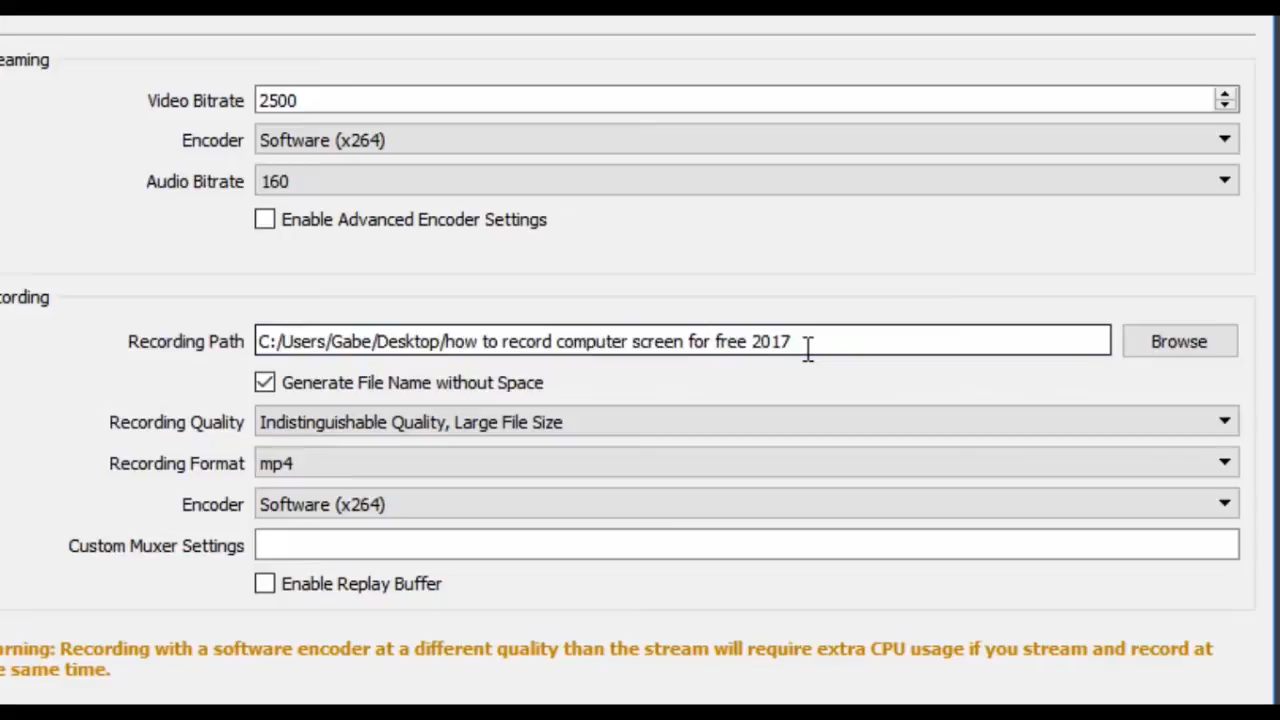 eaming
Video Bitrate 2500
Encoder Software (x264)
Audio Bitrate 160
Enable Advanced Encoder Settings
cording
Recording Path C:/Users/Gabe/Desktop/how to record computer screen for free 2017 Browse
Generate File Name without Space
Recording Quality Indistinguishable Quality, Large File Size
Recording Format mp4
Encoder Software (x264)
Custom Muxer Settings
Enable Replay Buffer
arning: Recording with a software encoder at a different quality than the stream will require extra CPU usage if you stream and record at
e same time.